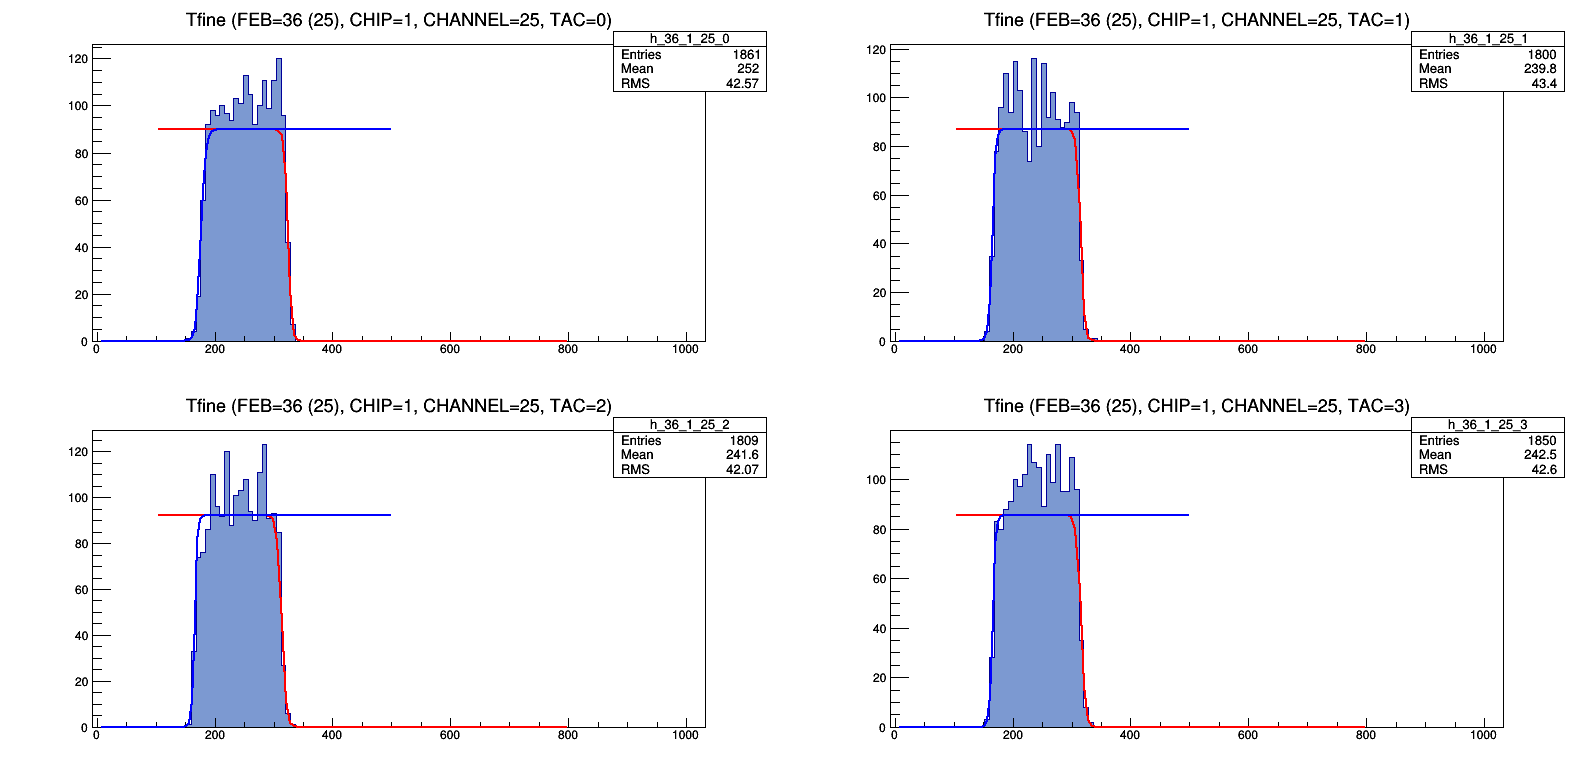 Tfine (FEB=36 (25), CHIP=1, CHANNEL=25, TAC=0)
h_36_1_25_0
Entries 1861
Mean 252
RMS 42.57
120
100
80
60
40
20
0
0 200 400 600 800 1000
Tfine (FEB=36 (25), CHIP=1, CHANNEL=25, TAC=1)
h_36_1_25_1
Entries 1800
Mean 239.8
RMS 43.4
120
100
80
60
40
20
0
0 200 400 600 800 1000
Tfine (FEB=36 (25), CHIP=1, CHANNEL=25, TAC=2)
h_36_1_25_2
Entries 1809
Mean 241.6
RMS 42.07
120
100
80
60
40
20
0
0 200 400 600 800 1000
Tfine (FEB=36 (25), CHIP=1, CHANNEL=25, TAC=3)
h_36_1_25_3
Entries 1850
Mean 242.5
RMS 42.6
100
80
60
40
20
0
0 200 400 600 800 1000